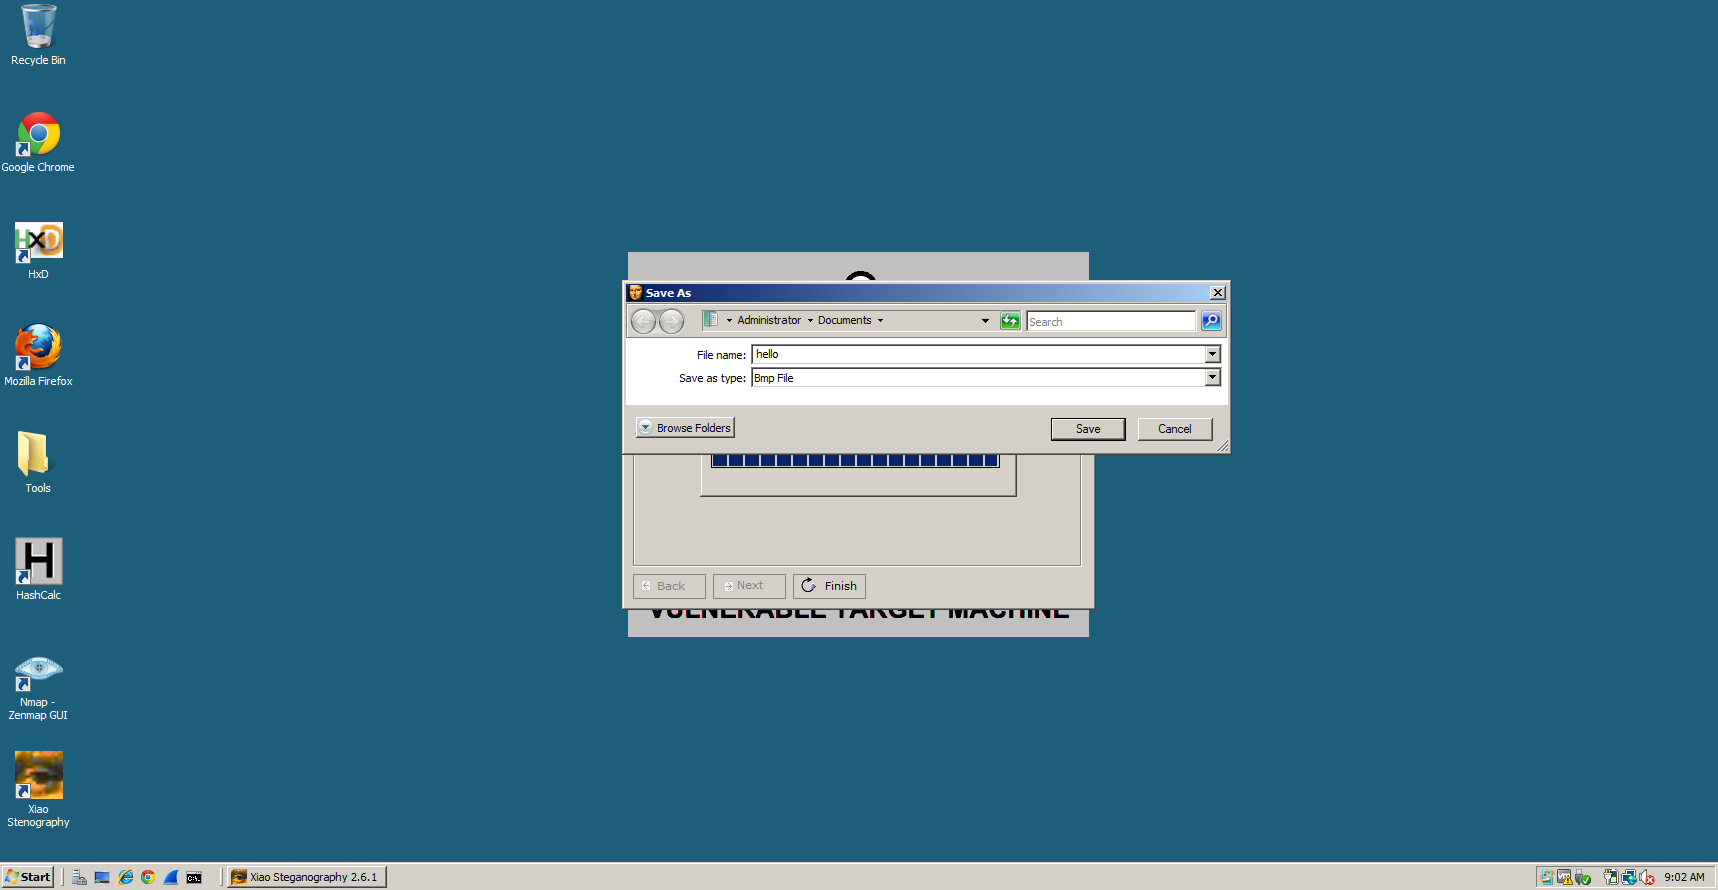 Recycle Bin
Google Chrome
HxD
HxD
Mozilla Firefox
Tools
H
HashCalc
Nmap -
Zenmap GUI
Xiao
Stenography
Save As
Administrator
Documents
Search
File name:
hello
Save as type:
Bmp File
Browse Folders
Save
Cancel
Back
Next
Finish
VULNERABLE TARGET MACHINE
Start
C:\.
Xiao Steganography 2.6.1
9:02 AM